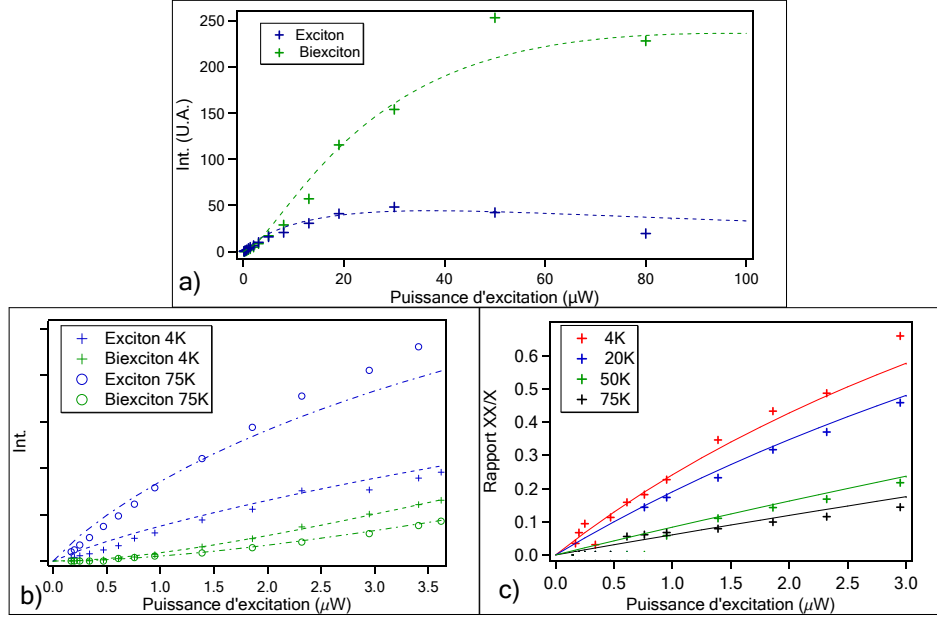 250
200
150
100
50
0
Int. (U.A.)
Exciton
Biexciton
0
20
40
60
80
100
a)
Puissance d'excitation (µW)
Int.
Exciton 4K
Biexciton 4K
Exciton 75K
Biexciton 75K
0.0
0.5
1.0
1.5
2.0
2.5
3.0
3.5
b)
Puissance d'excitation (µW)
0.6
0.5
0.4
0.3
0.2
0.1
0.0
Rapport XX/X
4K
20K
50K
75K
0.0
0.5
1.0
1.5
2.0
2.5
3.0
c)
Puissance d'excitation (µW)